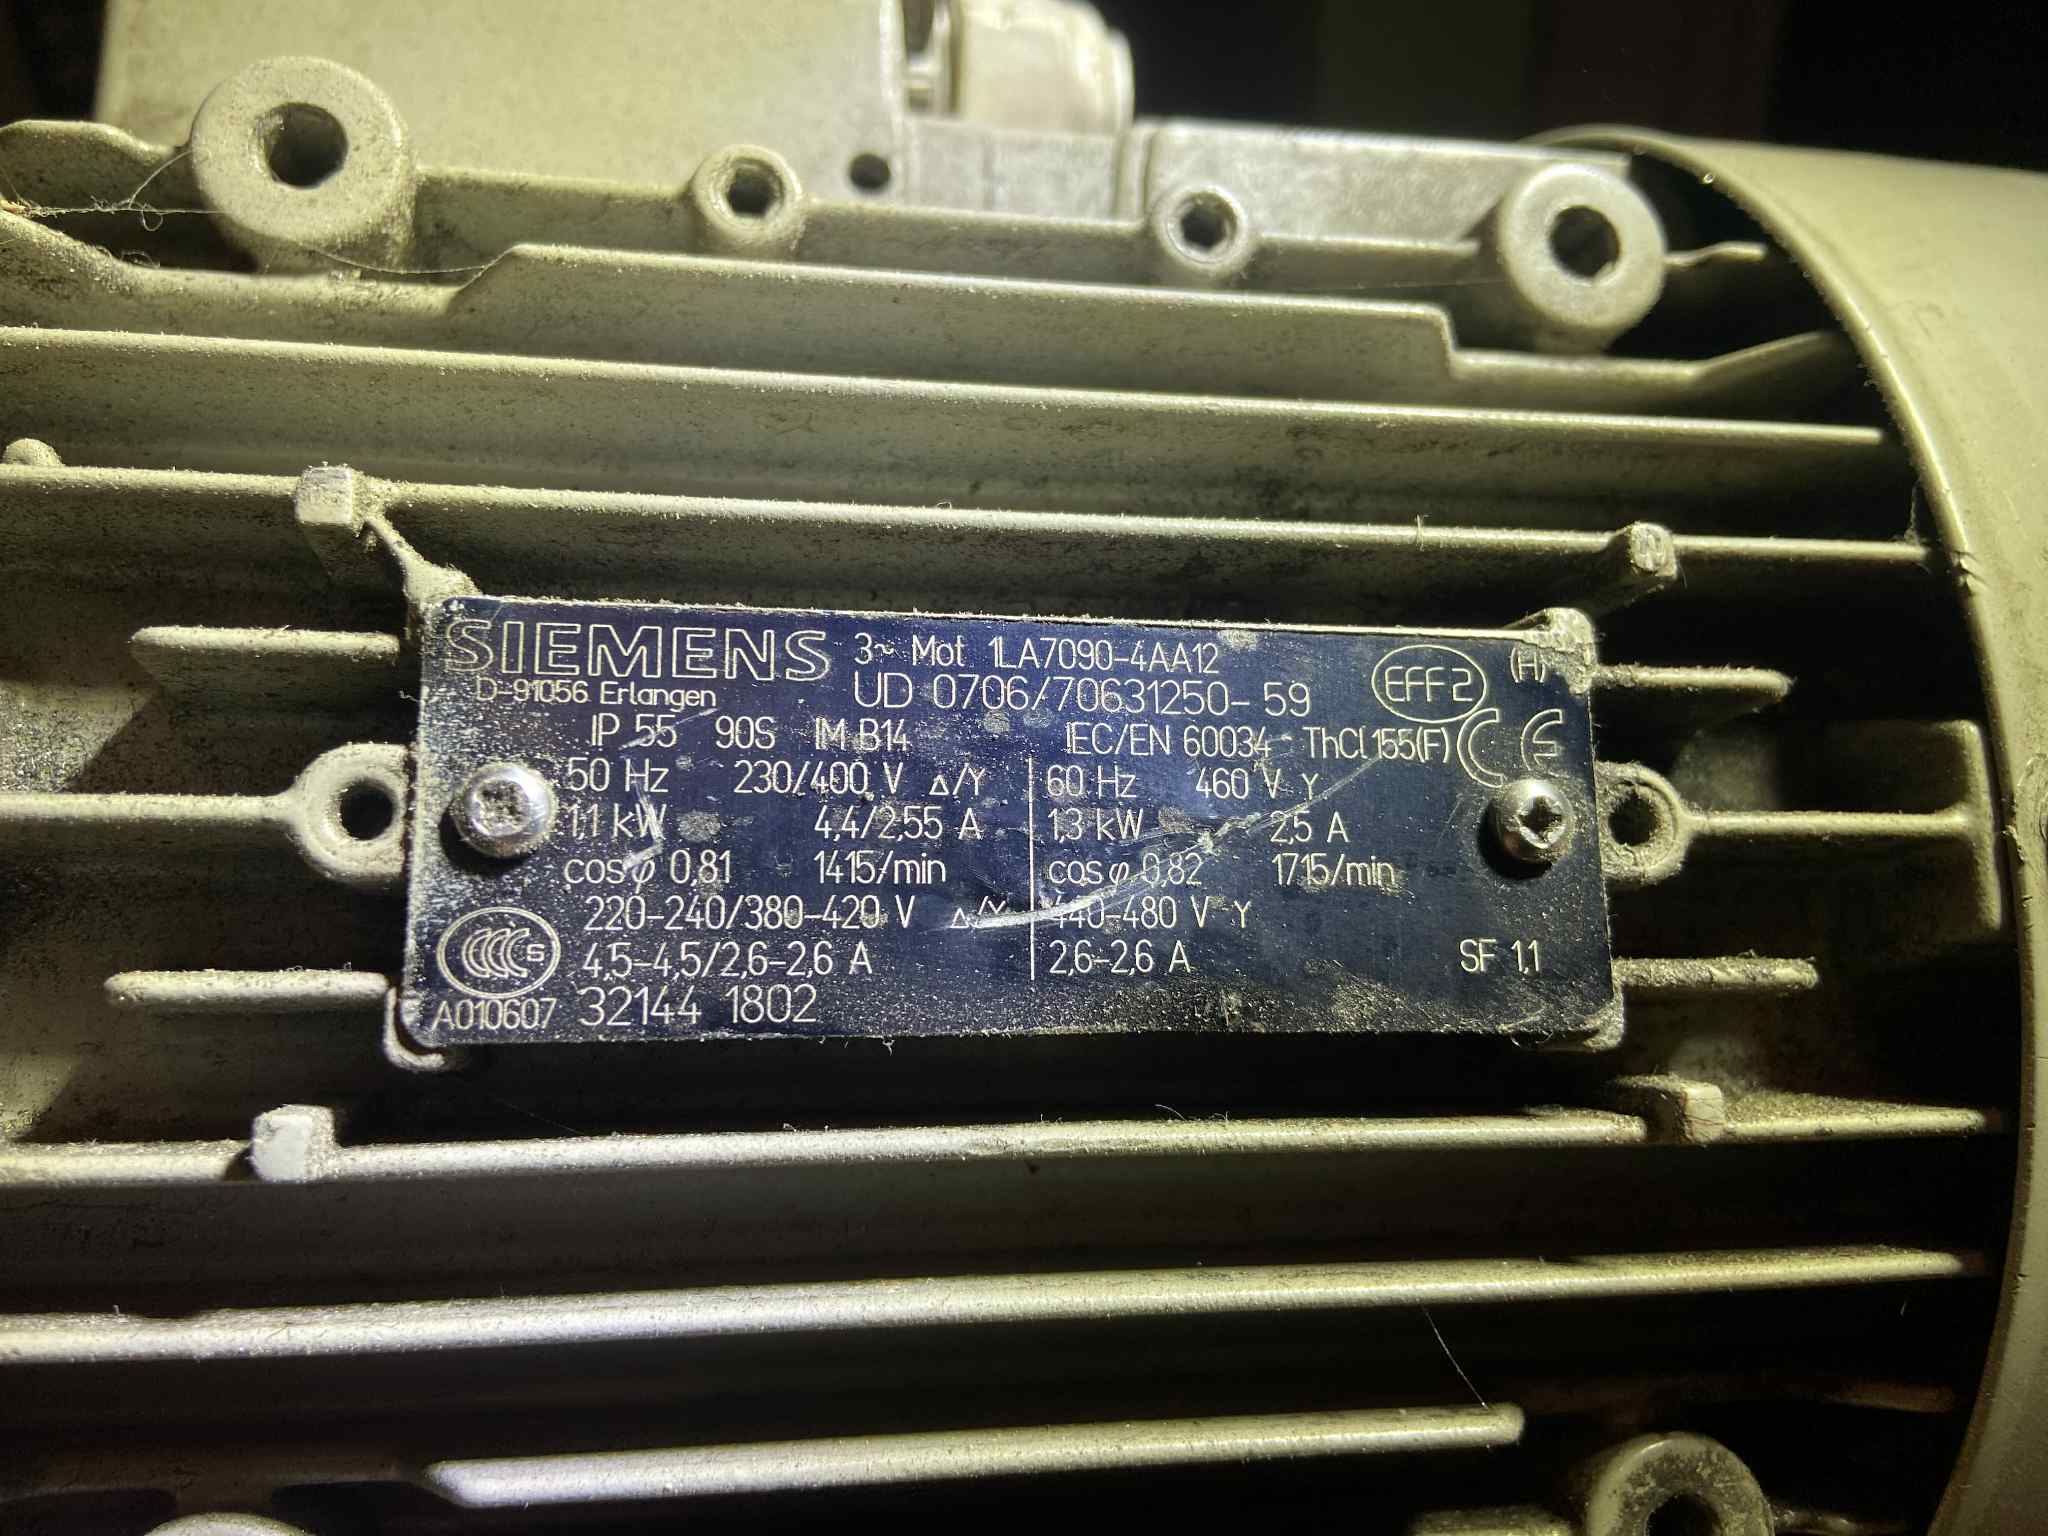 SIEMENS 3~ Mot 1LA7090-4AA12
D-91056 Erlangen UD 0706/70631250-59 EFF2 (H)
IP 55 90S IM B14 IEC/EN 60034 ThCl 155(F) CE
50 Hz 230/400 V Δ/Y 60 Hz 460 V Y
1,1 kW 4,4/2,55 A 1,3 kW 2,5 A
cosφ 0,81 1415/min cosφ 0,82 1715/min
220-240/380-420 V Δ/Y 440-480 V Y
CCC S 4,5-4,5/2,6-2,6 A 2,6-2,6 A SF 1,1
A010607 32144 1802